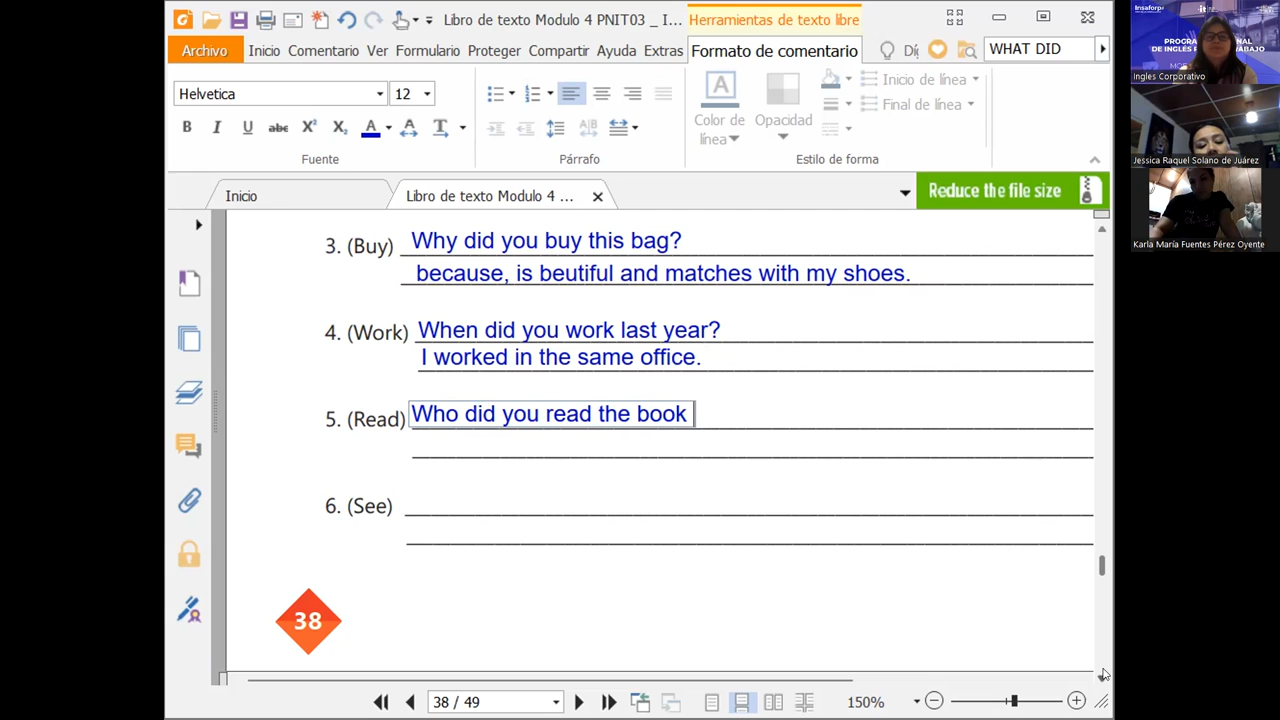 Libro de texto Modulo 4 PNIT03 _ I...
Herramientas de texto libre
Archivo
Inicio
Comentario
Ver
Formulario
Proteger
Compartir
Ayuda
Extras
Formato de comentario
WHAT DID
Helvetica
12
Fuente
Párrafo
Color de línea
Opacidad
Inicio de línea
Final de línea
Estilo de forma
Inicio
Libro de texto Modulo 4 ...
Reduce the file size
3. (Buy) Why did you buy this bag?
because, is beutiful and matches with my shoes.
4. (Work) When did you work last year?
I worked in the same office.
5. (Read) Who did you read the book
6. (See)
38
38 / 49
150%
Ingles Corporativo
Jessica Raquel Solano de Juárez
Karla María Fuentes Pérez Oyente